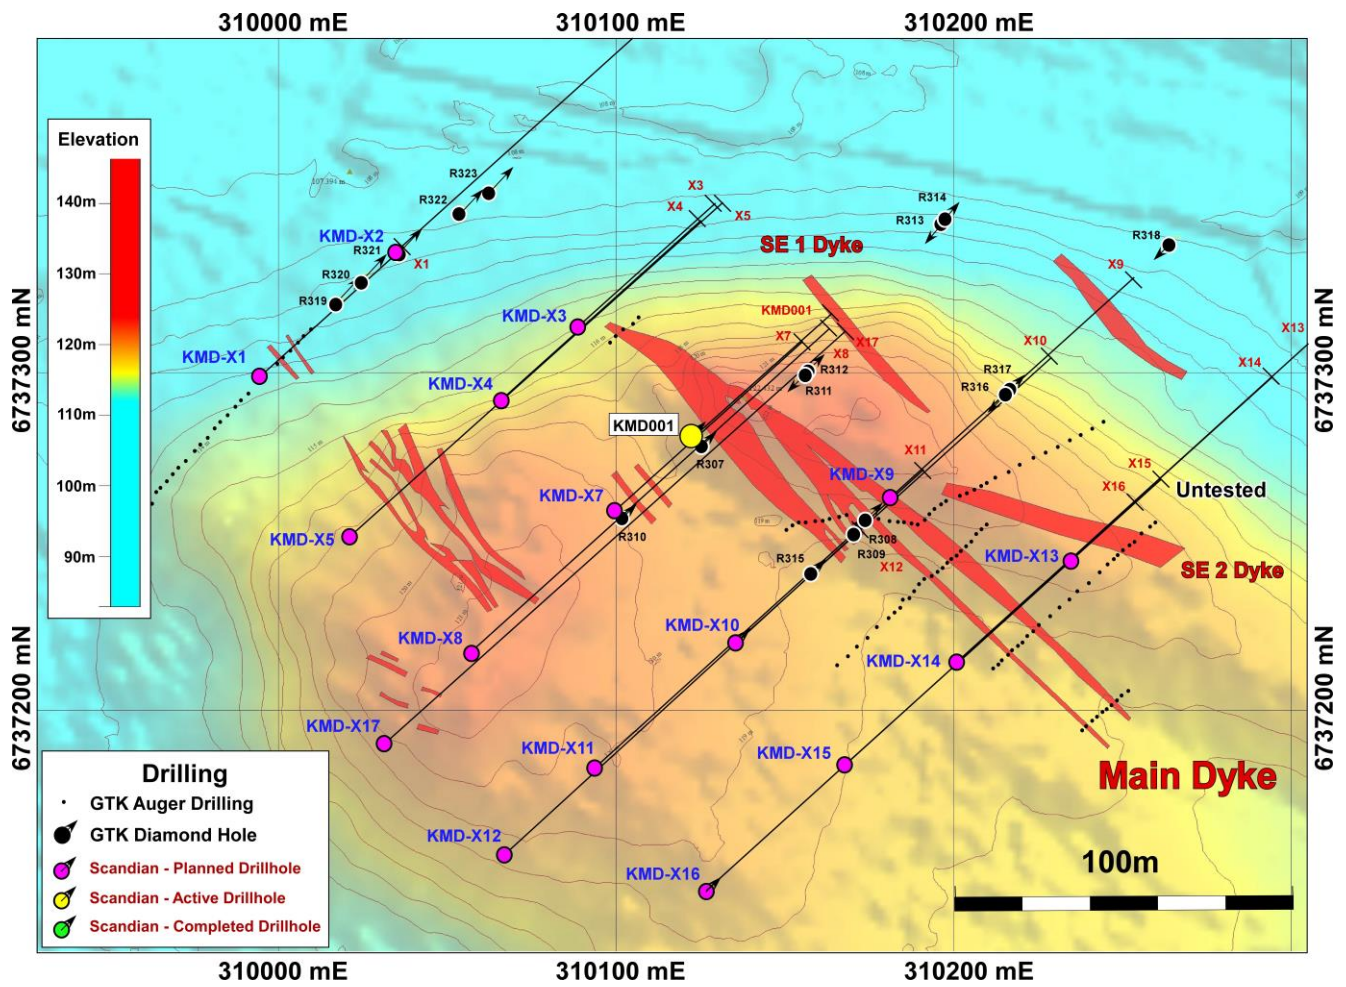 310000 mE
310100 mE
310200 mE
6737300 mN
6737200 mN
6737300 mN
6737200 mN
Elevation
140m
130m
120m
110m
100m
90m
R323
R322
KMD-X2
R321
X1
R320
R319
KMD-X1
X3
X4
X5
R314
R313
R318
SE 1 Dyke
X9
KMD-X3
KMD001
X7
X17
X8
X10
X13
X14
R312
R311
R317
R316
KMD-X4
KMD001
R307
X11
KMD-X9
X15
X16
Untested
KMD-X7
R310
KMD-X5
R308
R309
X12
R315
KMD-X13
SE 2 Dyke
KMD-X8
KMD-X10
KMD-X14
KMD-X17
KMD-X11
KMD-X15
Main Dyke
KMD-X12
KMD-X16
100m
Drilling
GTK Auger Drilling
GTK Diamond Hole
Scandian - Planned Drillhole
Scandian - Active Drillhole
Scandian - Completed Drillhole
310000 mE
310100 mE
310200 mE